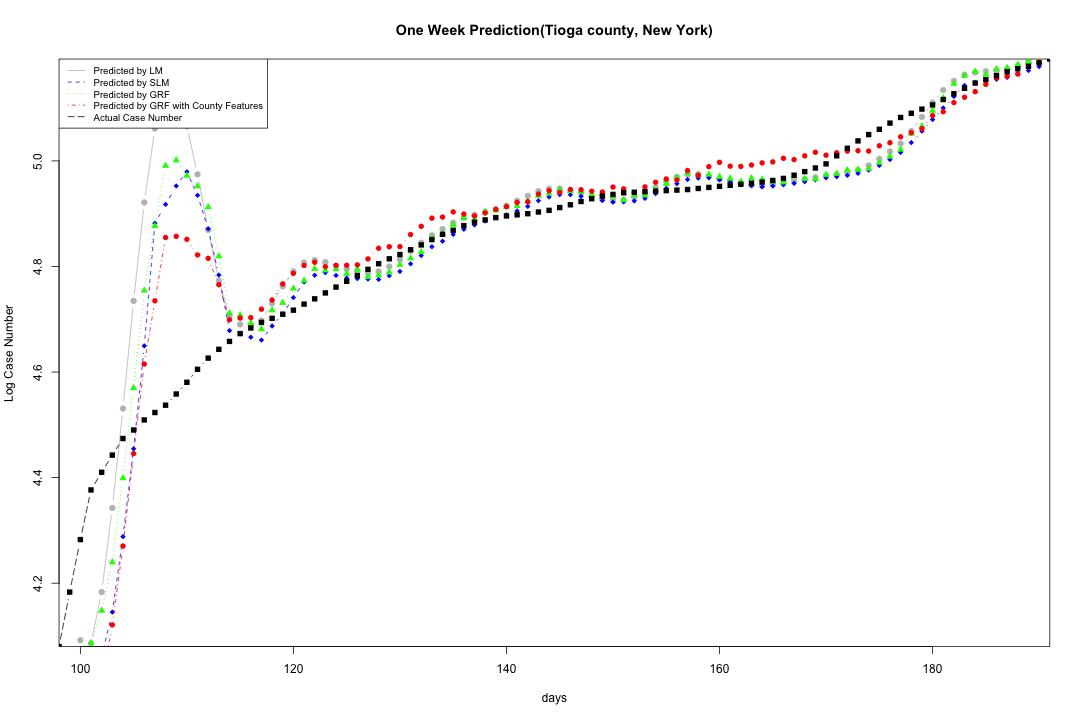 One Week Prediction(Tioga county, New York)
Predicted by LM
Predicted by SLM
Predicted by GRF
Predicted by GRF with County Features
Actual Case Number
Log Case Number
5.0
4.8
4.6
4.4
4.2
100 120 140 160 180
days